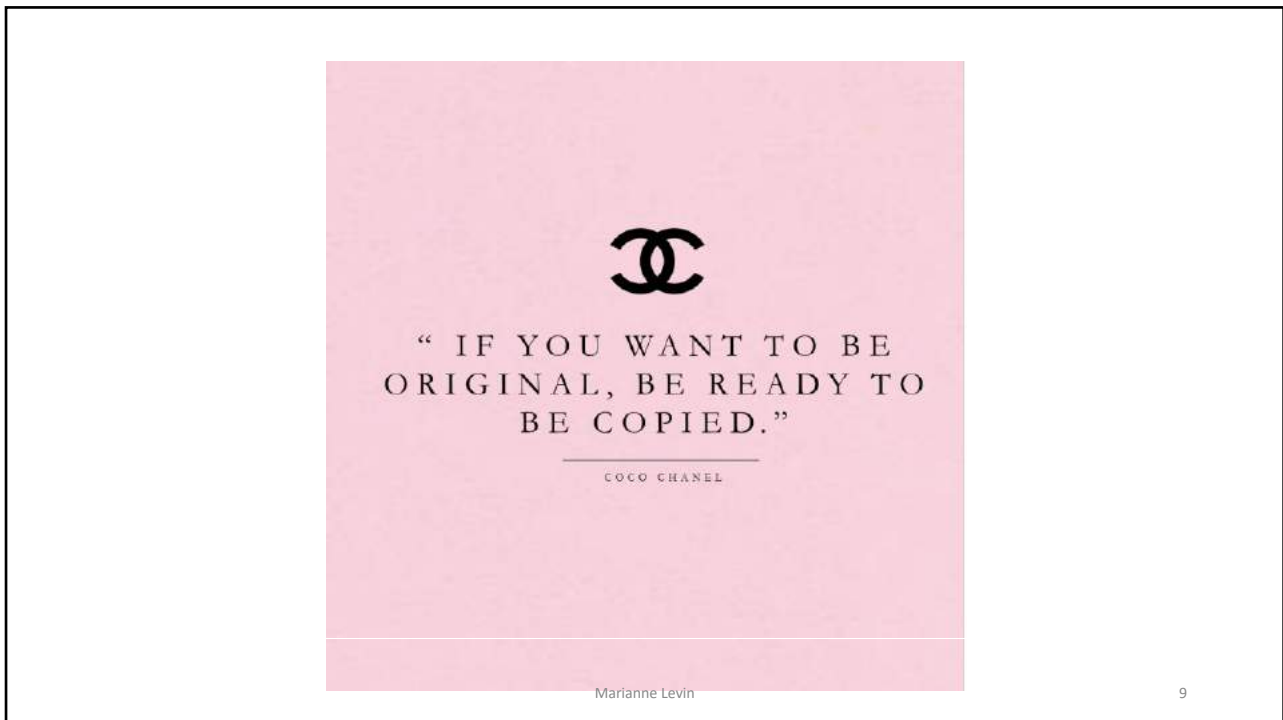 “ IF YOU WANT TO BE
ORIGINAL, BE READY TO
BE COPIED.”
COCO CHANEL
Marianne Levin
9